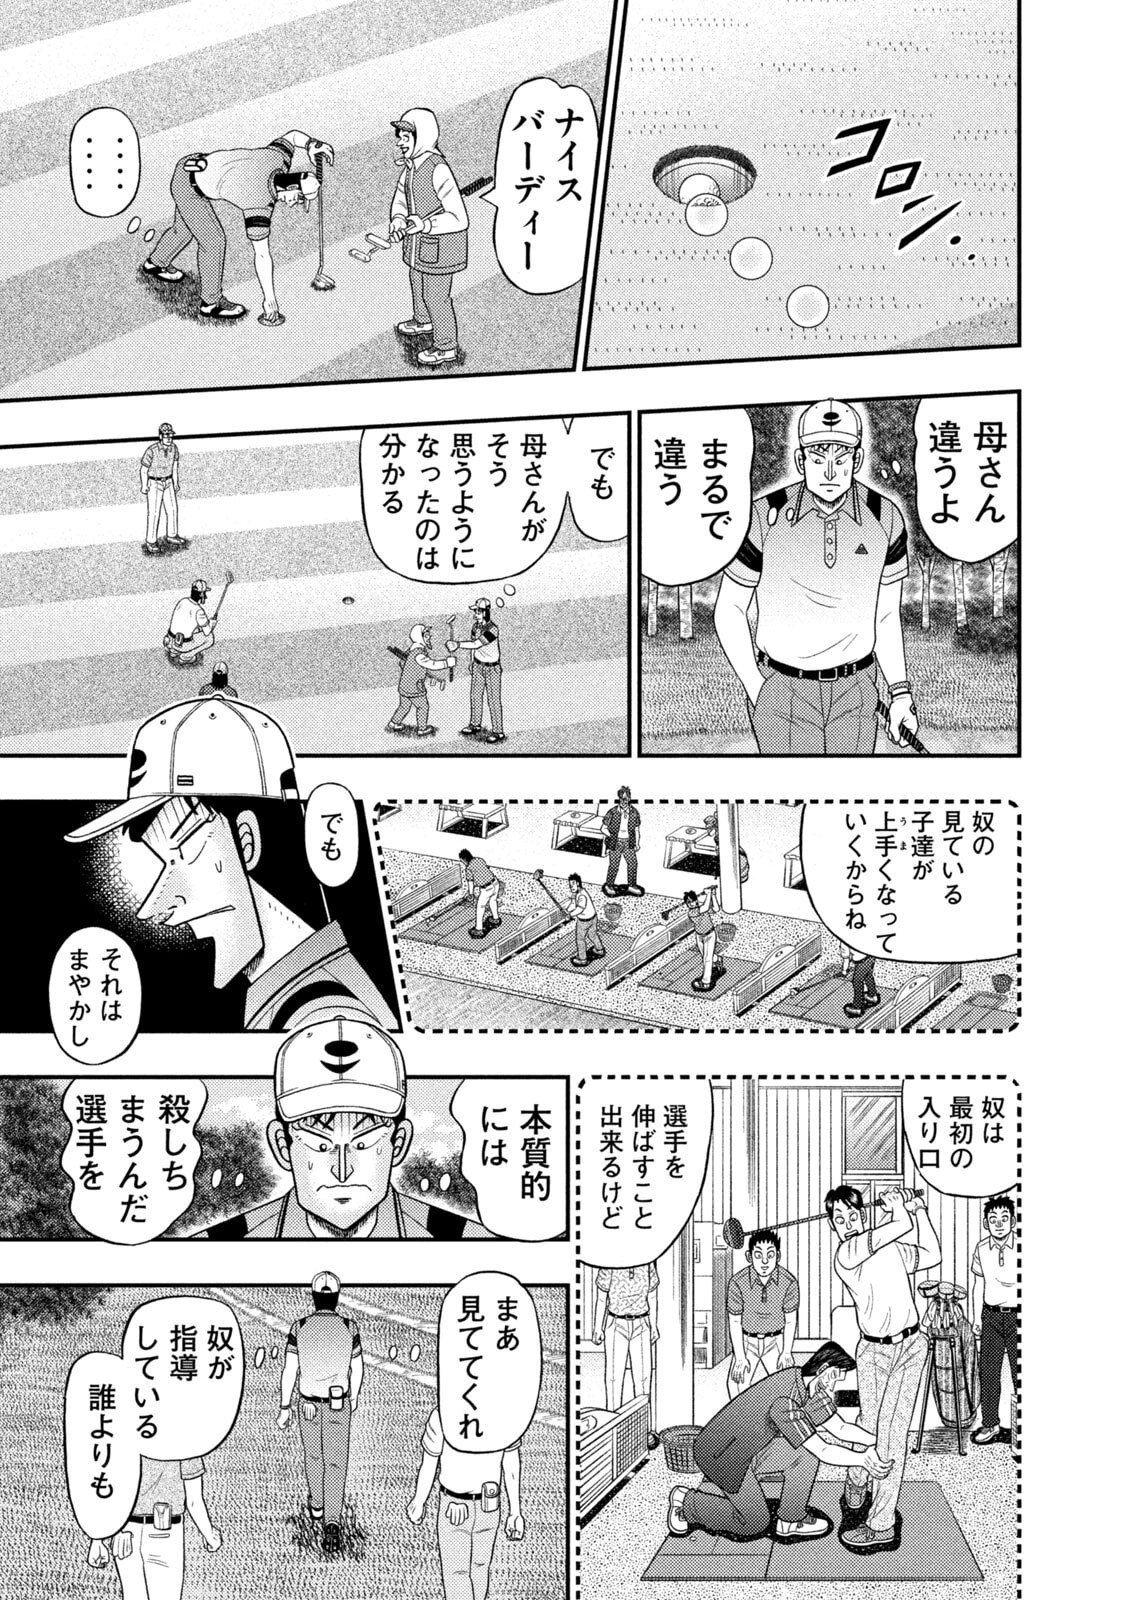 コロン.
ナイス
バーディー
‥‥‥
母さん
違うよ
まるで
違う
でも
母さんが
そう
思うように
なったのは
分かる
奴の
見ている
子達が
上手くなって
うま
いくからね
でも
それは
まやかし
奴は
最初の
入り口
選手を
伸ばすこと
出来るけど
本質的
には
殺しち
まうんだ
選手を
まあ
見ててくれ
奴が
指導
している
誰よりも